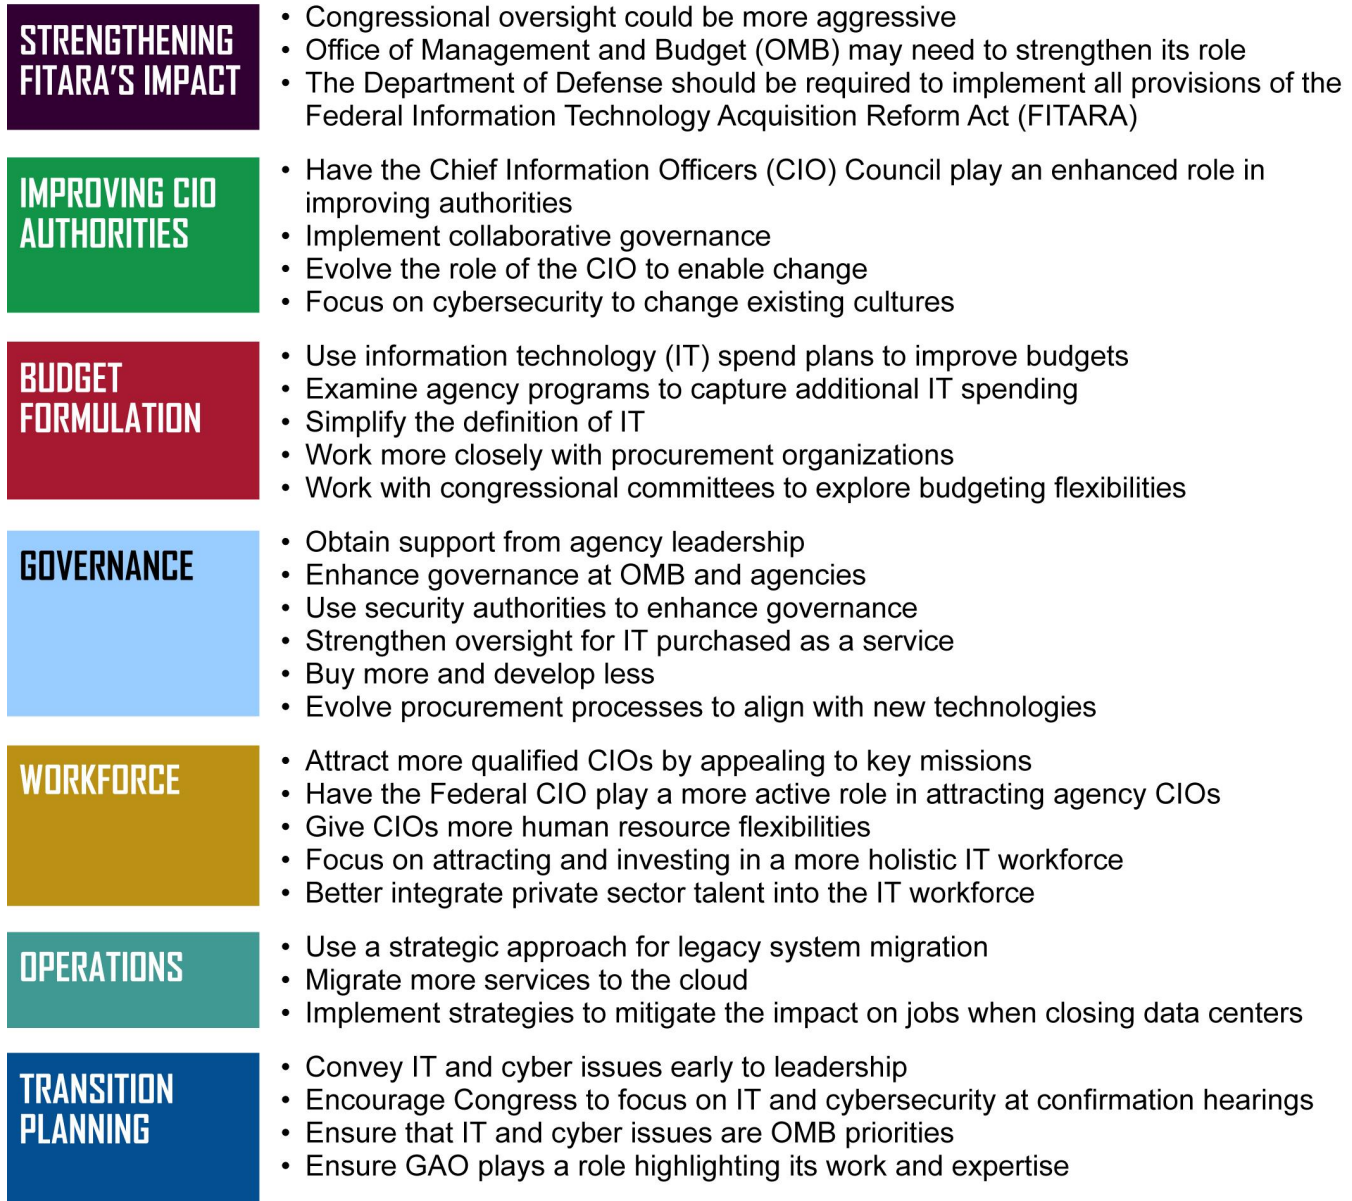 STRENGTHENING
FITARA'S IMPACT
• Congressional oversight could be more aggressive
• Office of Management and Budget (OMB) may need to strengthen its role
• The Department of Defense should be required to implement all provisions of the
Federal Information Technology Acquisition Reform Act (FITARA)
IMPROVING CIO
AUTHORITIES
• Have the Chief Information Officers (CIO) Council play an enhanced role in
improving authorities
• Implement collaborative governance
• Evolve the role of the CIO to enable change
• Focus on cybersecurity to change existing cultures
BUDGET
FORMULATION
• Use information technology (IT) spend plans to improve budgets
• Examine agency programs to capture additional IT spending
• Simplify the definition of IT
• Work more closely with procurement organizations
• Work with congressional committees to explore budgeting flexibilities
GOVERNANCE
• Obtain support from agency leadership
• Enhance governance at OMB and agencies
• Use security authorities to enhance governance
• Strengthen oversight for IT purchased as a service
• Buy more and develop less
• Evolve procurement processes to align with new technologies
WORKFORCE
• Attract more qualified CIOs by appealing to key missions
• Have the Federal CIO play a more active role in attracting agency CIOs
• Give CIOs more human resource flexibilities
• Focus on attracting and investing in a more holistic IT workforce
• Better integrate private sector talent into the IT workforce
OPERATIONS
• Use a strategic approach for legacy system migration
• Migrate more services to the cloud
• Implement strategies to mitigate the impact on jobs when closing data centers
TRANSITION
PLANNING
• Convey IT and cyber issues early to leadership
• Encourage Congress to focus on IT and cybersecurity at confirmation hearings
• Ensure that IT and cyber issues are OMB priorities
• Ensure GAO plays a role highlighting its work and expertise